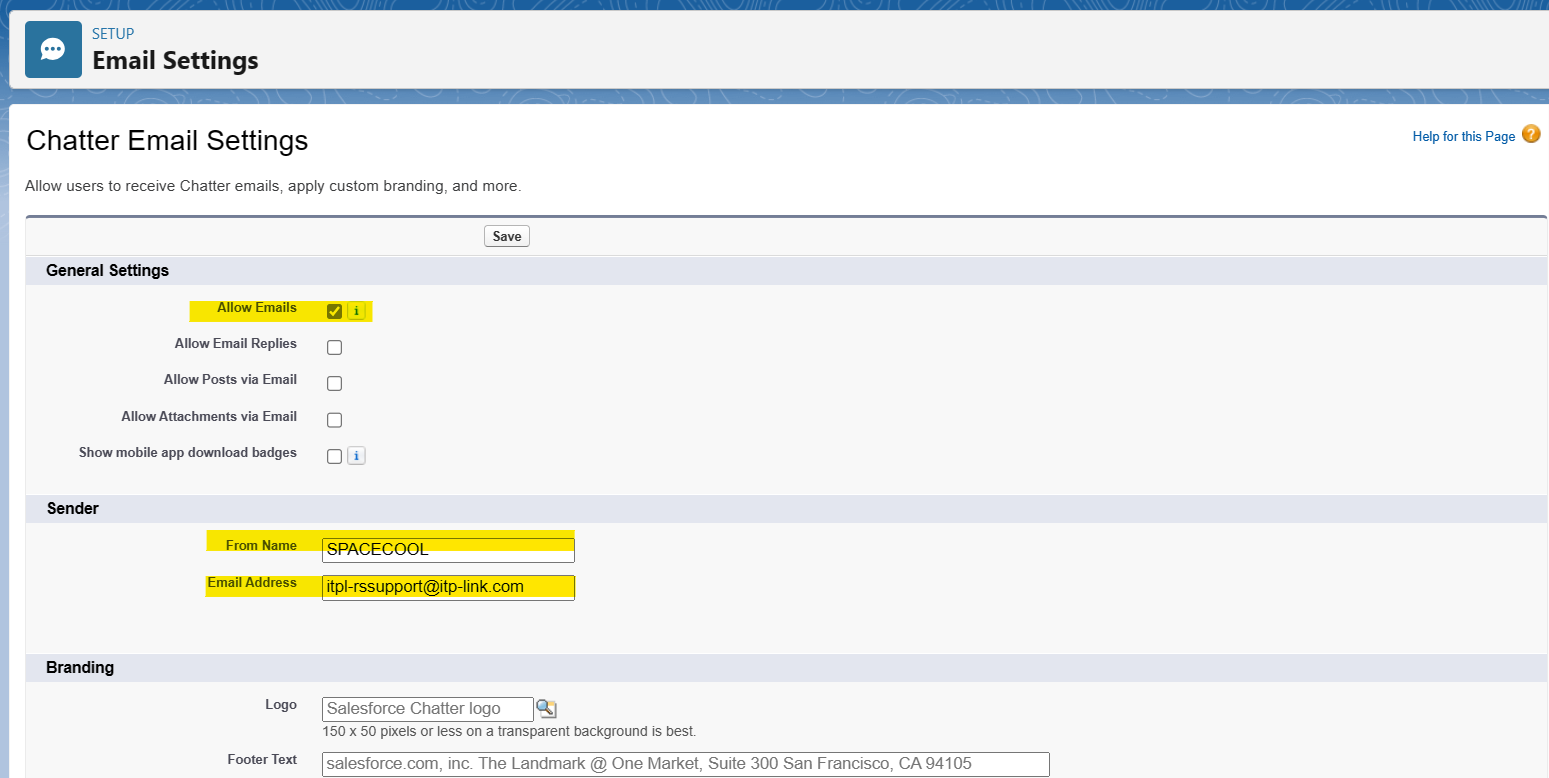 SETUP
Email Settings
Chatter Email Settings
Help for this Page ?
Allow users to receive Chatter emails, apply custom branding, and more.
Save
General Settings
Allow Emails i
Allow Email Replies
Allow Posts via Email
Allow Attachments via Email
Show mobile app download badges i
Sender
From Name SPACECOOL
Email Address itpl-rssupport@itp-link.com
Branding
Logo Salesforce Chatter logo
150 x 50 pixels or less on a transparent background is best.
Footer Text salesforce.com, inc. The Landmark @ One Market, Suite 300 San Francisco, CA 94105